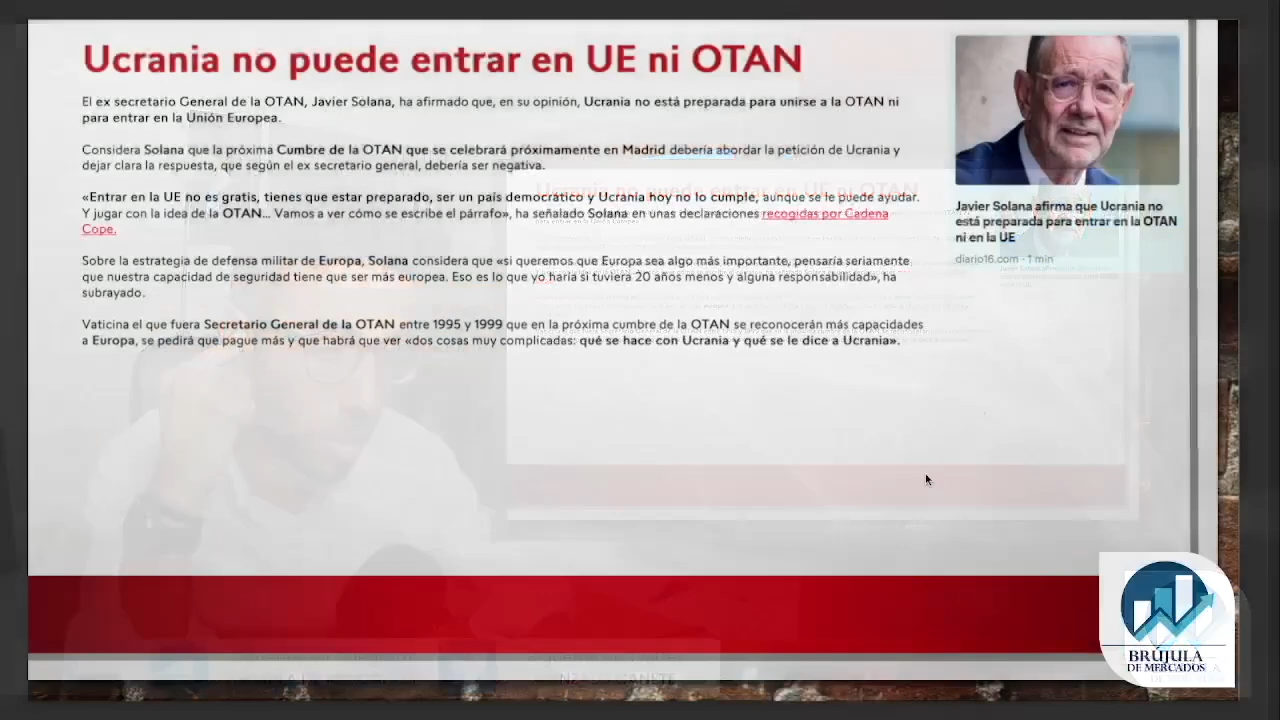 Ucrania no puede entrar en UE ni OTAN
El ex secretario General de la OTAN, Javier Solana, ha afirmado que, en su opinión, Ucrania no está preparada para unirse a la OTAN ni
para entrar en la Unión Europea.
Considera Solana que la próxima Cumbre de la OTAN que se celebrará próximamente en Madrid debería abordar la petición de Ucrania y
dejar clara la respuesta, que según el ex secretario general, debería ser negativa.
«Entrar en la UE no es gratis, tienes que estar preparado, ser un país democrático y Ucrania hoy no lo cumple, aunque se le puede ayudar.
Y jugar con la idea de la OTAN... Vamos a ver cómo se escribe el párrafo», ha señalado Solana en unas declaraciones recogidas por Cadena
Cope.
Sobre la estrategia de defensa militar de Europa, Solana considera que «si queremos que Europa sea algo más importante, pensaría seriamente
que nuestra capacidad de seguridad tiene que ser más europea. Eso es lo que yo haría si tuviera 20 años menos y alguna responsabilidad», ha
subrayado.
Vaticina el que fuera Secretario General de la OTAN entre 1995 y 1999 que en la próxima cumbre de la OTAN se reconocerán más capacidades
a Europa, se pedirá que pague más y que habrá que ver «dos cosas muy complicadas: qué se hace con Ucrania y qué se le dice a Ucrania».
Javier Solana afirma que Ucrania no
está preparada para entrar en la OTAN
ni en la UE
diario16.com · 1 min
Ucrania no puede entrar en UE ni OTAN
BRÚJULA
DE MERCADOS